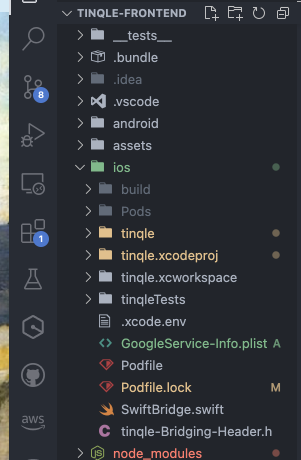 TINQLE-FRONTEND
__tests__
.bundle
.idea
.vscode
android
assets
ios
build
Pods
tinqle
tinqle.xcodeproj
tinqle.xcworkspace
tinqleTests
.xcode.env
GoogleService-Info.plist A
Podfile
Podfile.lock M
SwiftBridge.swift
tinqle-Bridging-Header.h
node_modules
8
1
aws